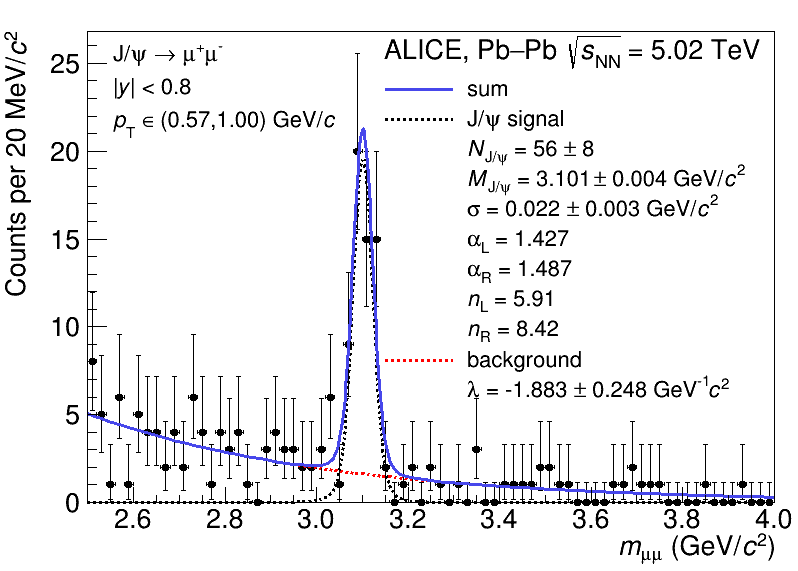 J/ψ → μ⁺μ⁻
|y| < 0.8
p_T ∈ (0.57,1.00) GeV/c
ALICE, Pb–Pb √s_NN = 5.02 TeV
sum
J/ψ signal
N_J/ψ = 56 ± 8
M_J/ψ = 3.101 ± 0.004 GeV/c²
σ = 0.022 ± 0.003 GeV/c²
α_L = 1.427
α_R = 1.487
n_L = 5.91
n_R = 8.42
background
λ = -1.883 ± 0.248 GeV⁻¹c²
Counts per 20 MeV/c²
25
20
15
10
5
0
2.6 2.8 3.0 3.2 3.4 3.6 3.8 4.0
m_μμ (GeV/c²)